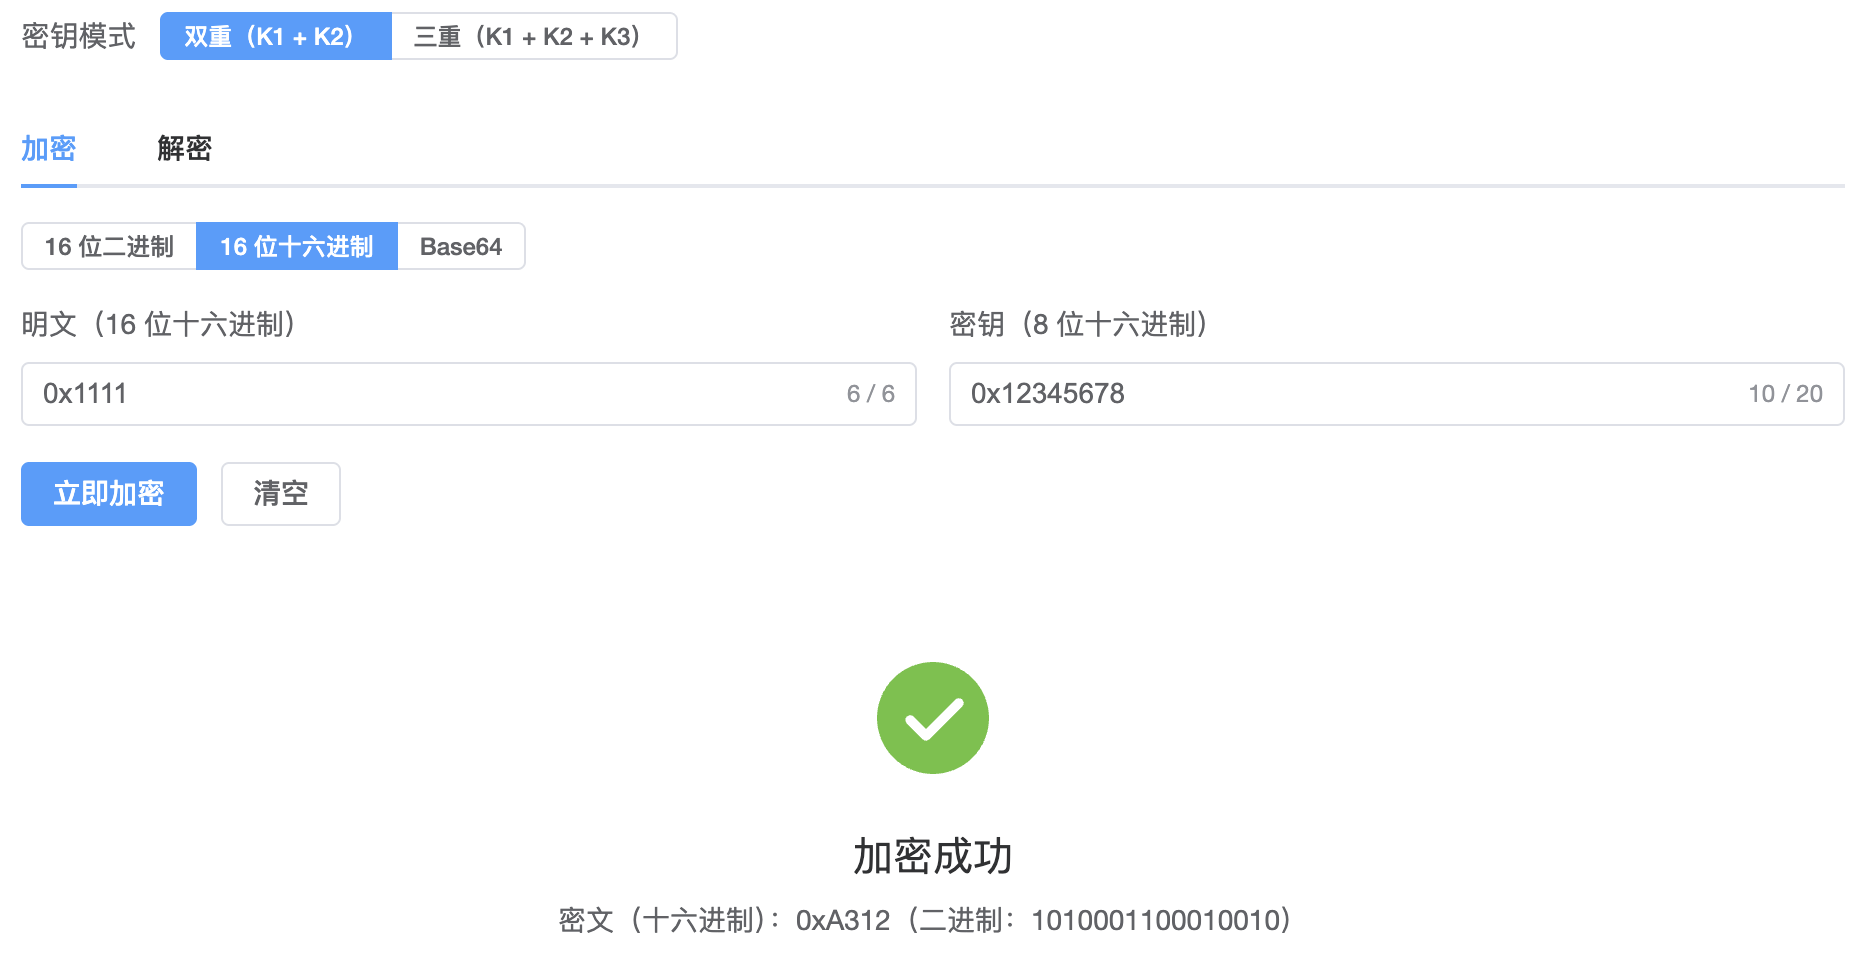 密钥模式 双重（K1 + K2） 三重（K1 + K2 + K3）
加密 解密
16 位二进制 16 位十六进制 Base64
明文（16 位十六进制） 密钥（8 位十六进制）
0x1111 6 / 6 0x12345678 10 / 20
立即加密 清空
加密成功
密文（十六进制）：0xA312（二进制：1010001100010010）